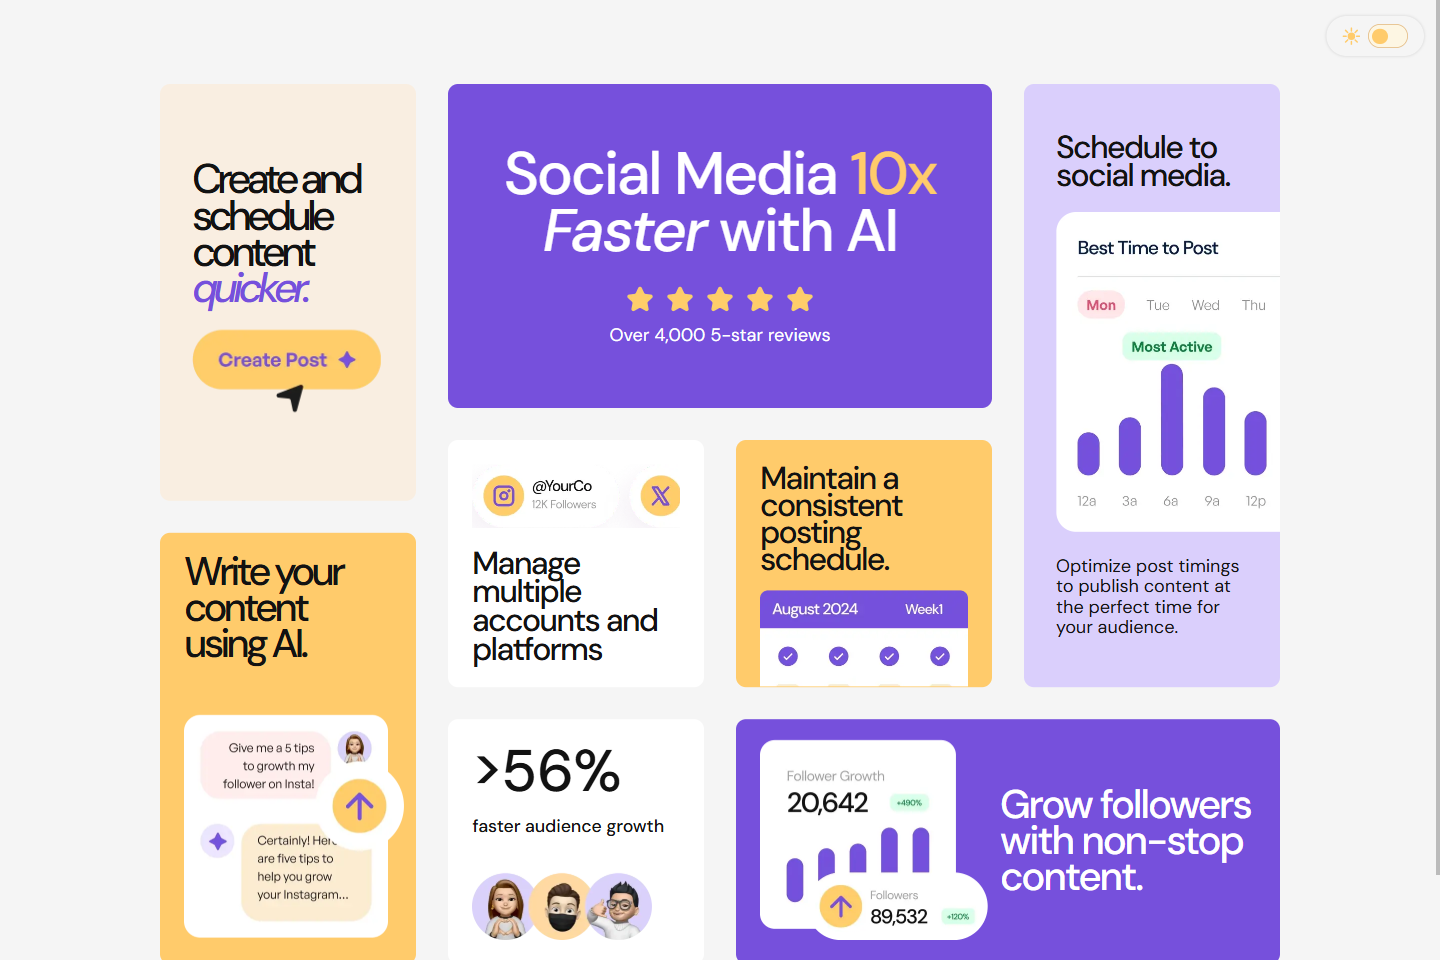 Create and
schedule
content
quicker.
Create Post
Social Media 10x
Faster with AI
Over 4,000 5-star reviews
Schedule to
social media.
Best Time to Post
Mon Tue Wed Thu
Most Active
12a 3a 6a 9a 12p
Optimize post timings
to publish content at
the perfect time for
your audience.
@YourCo
12K Followers
Manage
multiple
accounts and
platforms
Maintain a
consistent
posting
schedule.
August 2024 Week1
Write your
content
using AI.
Give me a 5 tips
to growth my
follower on Insta!
Certainly! Here
are five tips to
help you grow
your Instagram...
>56%
faster audience growth
Follower Growth
20,642 +490%
Followers
89,532 +120%
Grow followers
with non-stop
content.